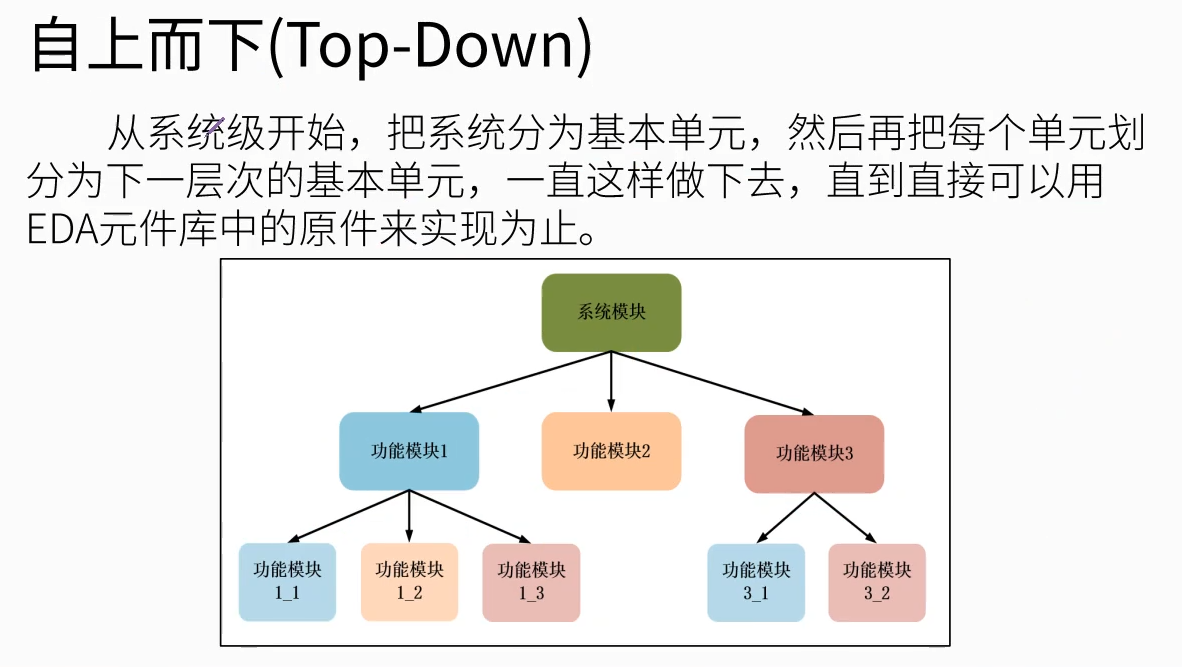 自上而下(Top-Down)
从系统级开始，把系统分为基本单元，然后再把每个单元划
分为下一层次的基本单元，一直这样做下去，直到直接可以用
EDA元件库中的原件来实现为止。
系统模块
功能模块1
功能模块2
功能模块3
功能模块
1_1
功能模块
1_2
功能模块
1_3
功能模块
3_1
功能模块
3_2